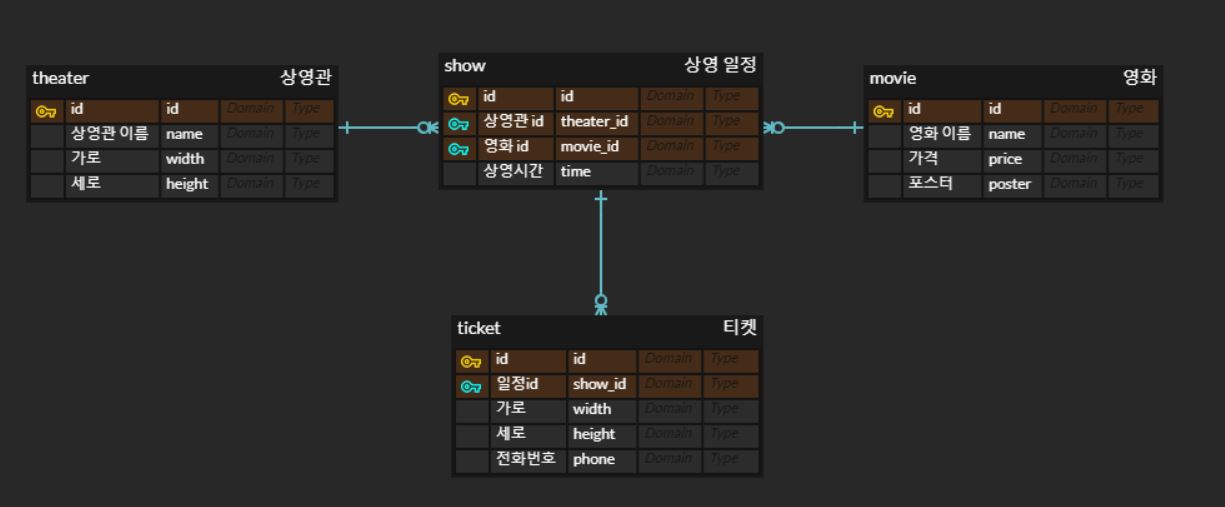 theater 상영관
id id Domain Type
상영관 이름 name Domain Type
가로 width Domain Type
세로 height Domain Type
show 상영 일정
id id Domain Type
상영관 id theater_id Domain Type
영화 id movie_id Domain Type
상영시간 time Domain Type
movie 영화
id id Domain Type
영화 이름 name Domain Type
가격 price Domain Type
포스터 poster Domain Type
ticket 티켓
id id Domain Type
일정id show_id Domain Type
가로 width Domain Type
세로 height Domain Type
전화번호 phone Domain Type